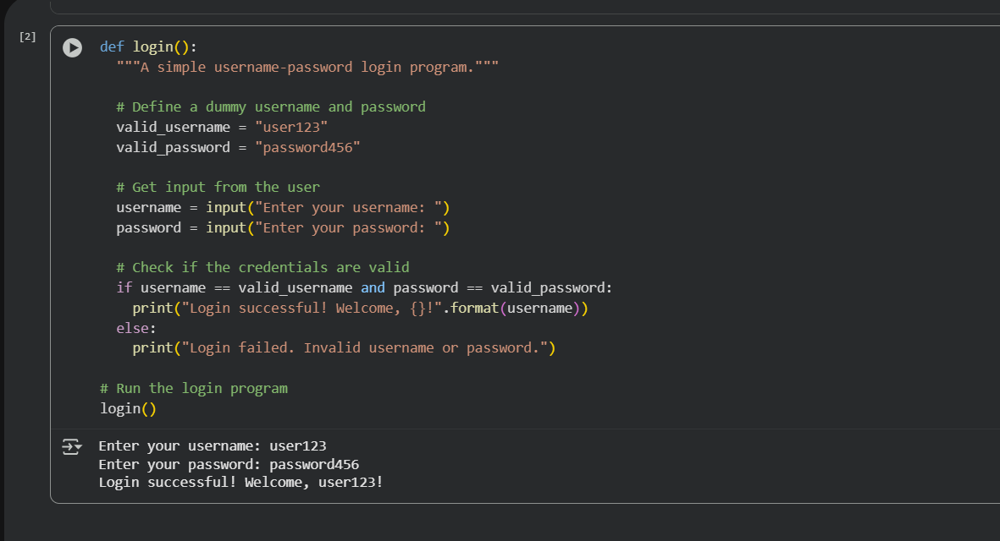 [2]
def login():
"""A simple username-password login program."""
# Define a dummy username and password
valid_username = "user123"
valid_password = "password456"
# Get input from the user
username = input("Enter your username: ")
password = input("Enter your password: ")
# Check if the credentials are valid
if username == valid_username and password == valid_password:
print("Login successful! Welcome, {}!".format(username))
else:
print("Login failed. Invalid username or password.")
# Run the login program
login()
Enter your username: user123
Enter your password: password456
Login successful! Welcome, user123!